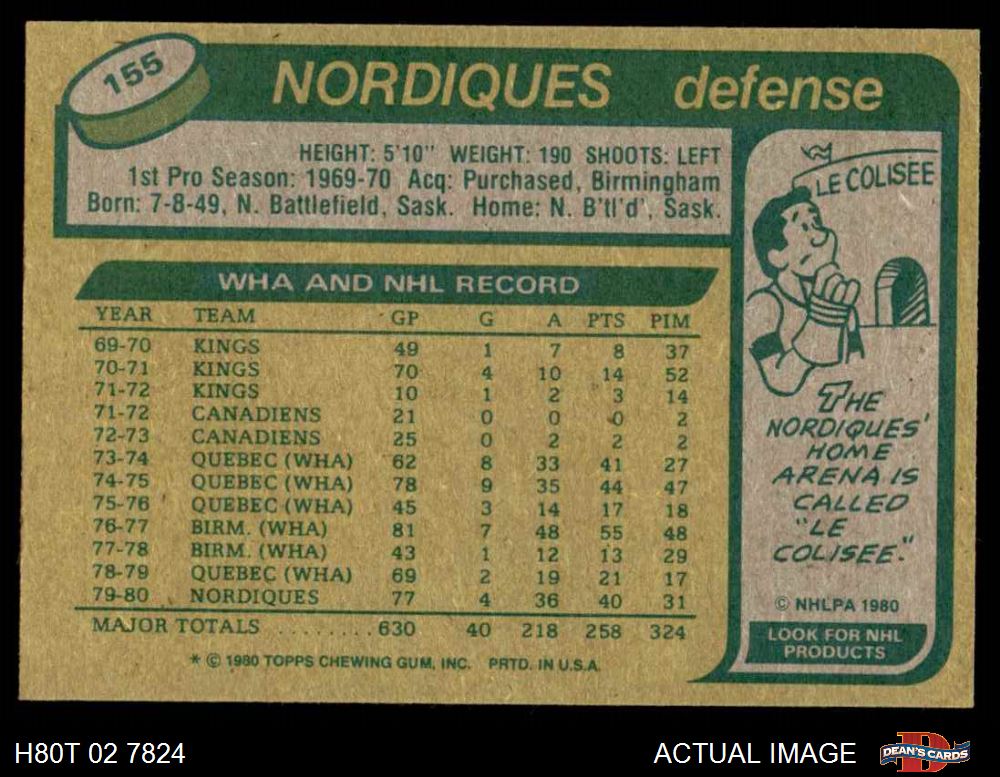 155
NORDIQUES defense
HEIGHT: 5'10" WEIGHT: 190 SHOOTS: LEFT
1st Pro Season: 1969-70 Acq: Purchased, Birmingham
Born: 7-8-49, N. Battlefield, Sask. Home: N. B'tl'd', Sask.
WHA AND NHL RECORD
YEAR TEAM GP G A PTS PIM
69-70 KINGS 49 1 7 8 37
70-71 KINGS 70 4 10 14 52
71-72 KINGS 10 1 2 3 14
71-72 CANADIENS 21 0 0 0 2
72-73 CANADIENS 25 0 2 2 2
73-74 QUEBEC (WHA) 62 8 33 41 27
74-75 QUEBEC (WHA) 78 9 35 44 47
75-76 QUEBEC (WHA) 45 3 14 17 18
76-77 BIRM. (WHA) 81 7 48 55 48
77-78 BIRM. (WHA) 43 1 12 13 29
78-79 QUEBEC (WHA) 69 2 19 21 17
79-80 NORDIQUES 77 4 36 40 31
MAJOR TOTALS ........ 630 40 218 258 324
* © 1980 TOPPS CHEWING GUM, INC. PRTD. IN U.S.A.
LE COLISEE
THE
NORDIQUES'
HOME
ARENA IS
CALLED
"LE
COLISEE."
© NHLPA 1980
LOOK FOR NHL
PRODUCTS
H80T 02 7824
ACTUAL IMAGE
D
DEAN'S CARDS